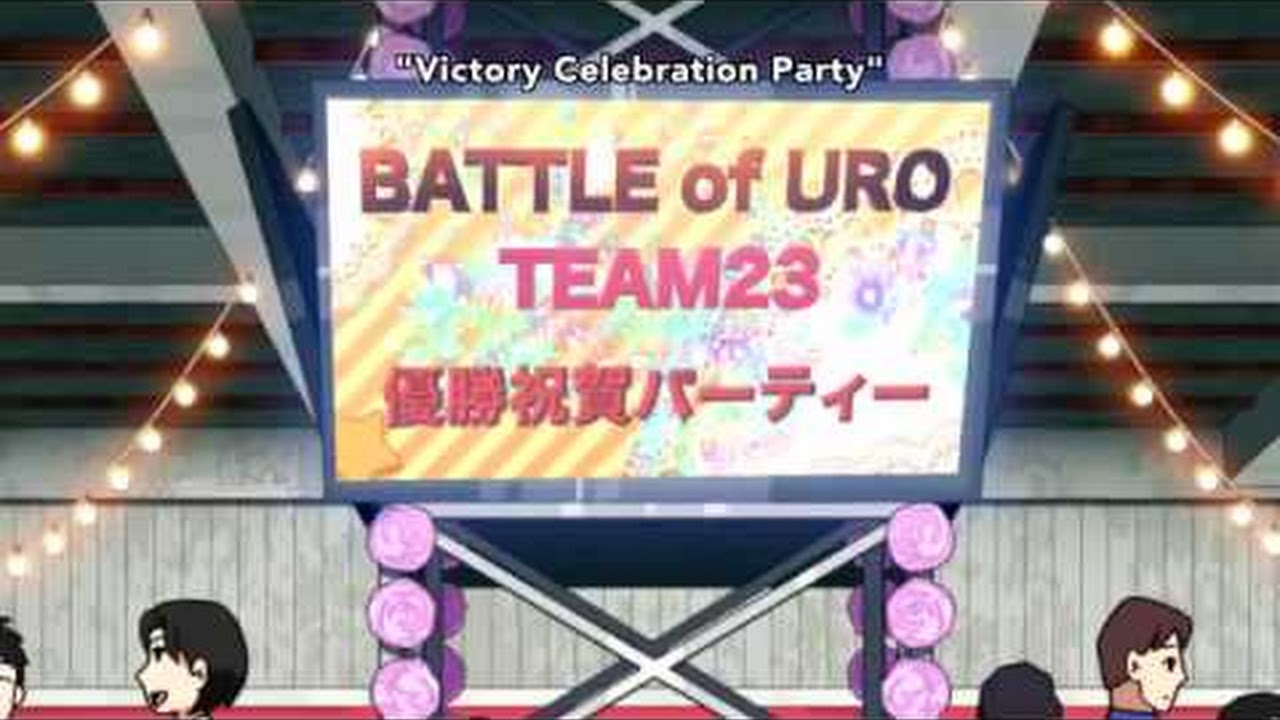 "Victory Celebration Party"
BATTLE of URO
TEAM23
優勝祝賀パーティー